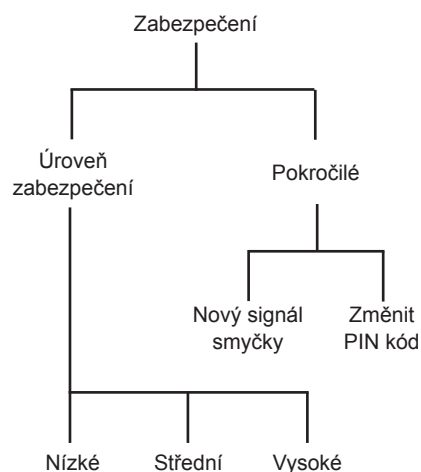 Zabezpečení
Úroveň
zabezpečení
Pokročilé
Nový signál
smyčky
Změnit
PIN kód
Nízké
Střední
Vysoké